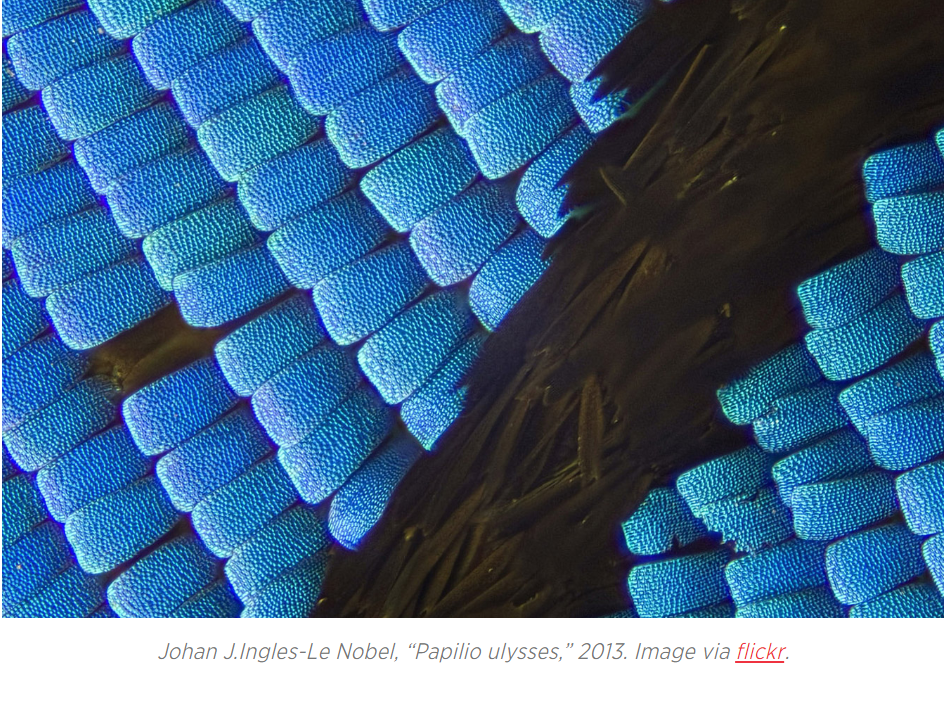 Johan J.Ingles-Le Nobel, “Papilio ulysses,” 2013. Image via flickr.